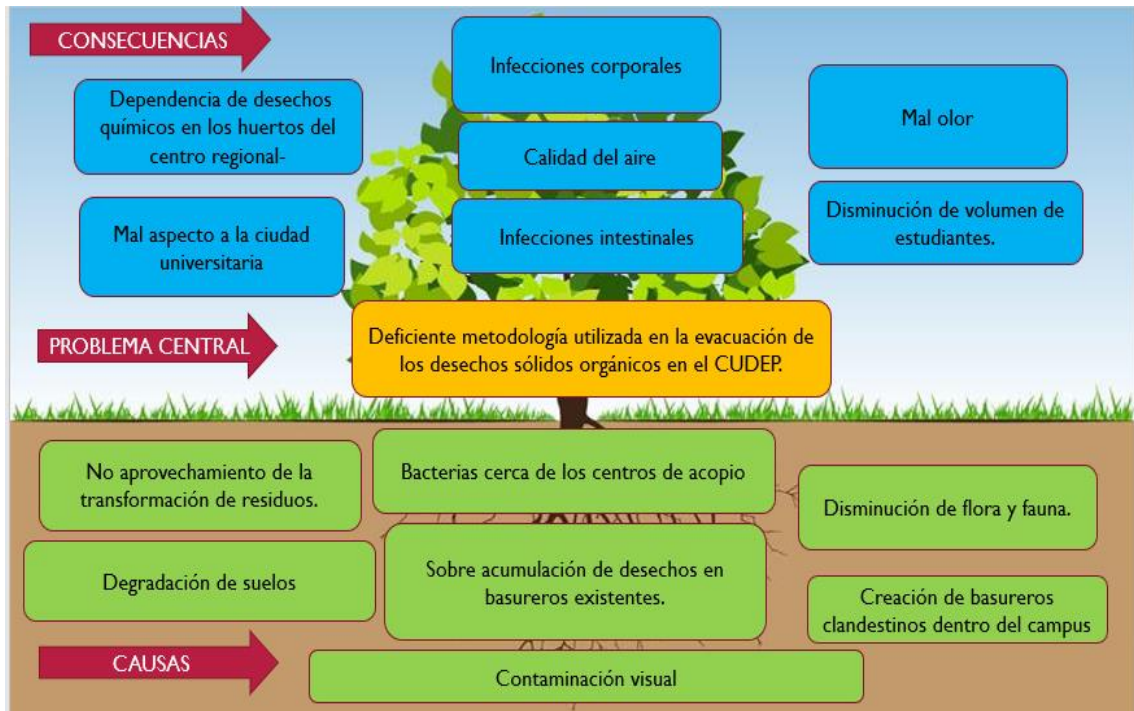 CONSECUENCIAS
Infecciones corporales
Dependencia de desechos
químicos en los huertos del
centro regional-
Mal olor
Calidad del aire
Mal aspecto a la ciudad
universitaria
Infecciones intestinales
Disminución de volumen de
estudiantes.
PROBLEMA CENTRAL
Deficiente metodología utilizada en la evacuación de
los desechos sólidos orgánicos en el CUDEP.
No aprovechamiento de la
transformación de residuos.
Bacterias cerca de los centros de acopio
Disminución de flora y fauna.
Degradación de suelos
Sobre acumulación de desechos en
basureros existentes.
Creación de basureros
clandestinos dentro del campus
CAUSAS
Contaminación visual